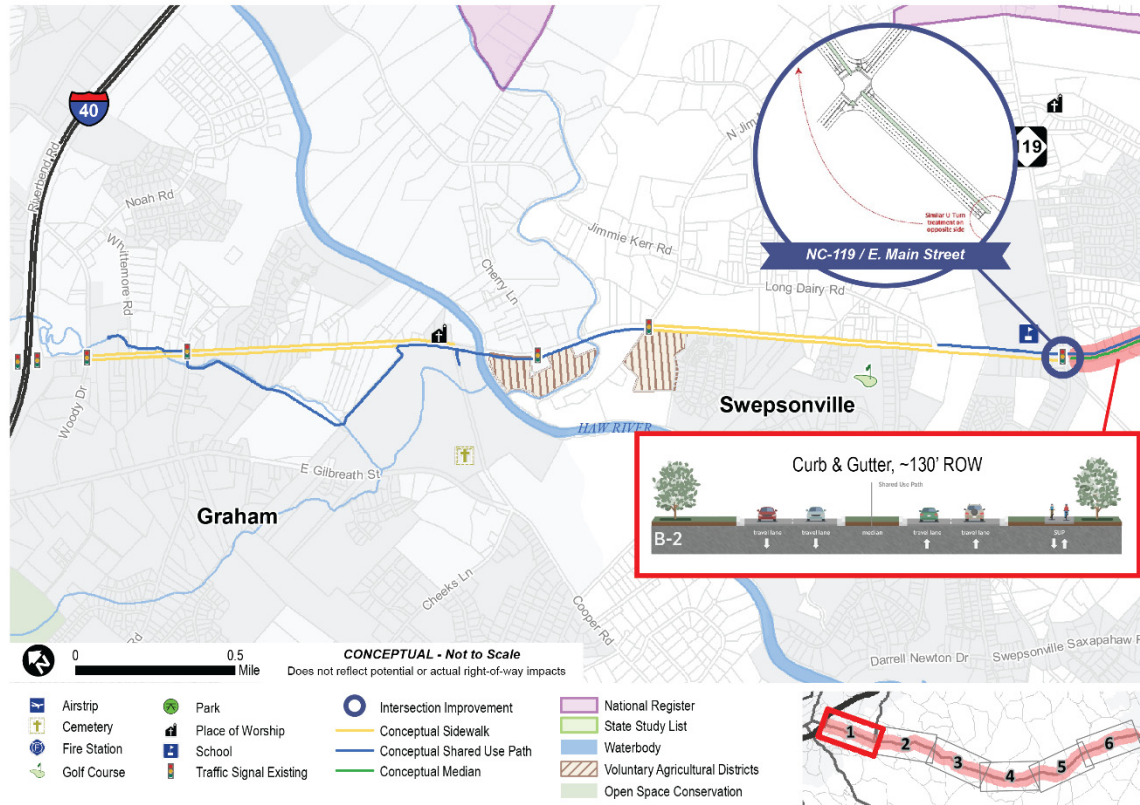 40
Riverbend Rd
Noah Rd
Whittemore Rd
Woody Dr
Cherry Ln
Jimmie Kerr Rd
N Jim
119
Similar U Turn
treatment on
opposite side
NC-119 / E. Main Street
Long Dairy Rd
Swepsonville
HAW RIVER
E Gilbreath St
Graham
Cheeks Ln
Cooper Rd
Rd
Curb & Gutter, ~130' ROW
Shared Use Path
B-2
travel lane
travel lane
median
travel lane
travel lane
SUP
Darrell Newton Dr
Swepsonville Saxapahaw R
0 0.5
Mile
CONCEPTUAL - Not to Scale
Does not reflect potential or actual right-of-way impacts
Airstrip
Cemetery
Fire Station
Golf Course
Park
Place of Worship
School
Traffic Signal Existing
Intersection Improvement
Conceptual Sidewalk
Conceptual Shared Use Path
Conceptual Median
National Register
State Study List
Waterbody
Voluntary Agricultural Districts
Open Space Conservation
1
2
3
4
5
6